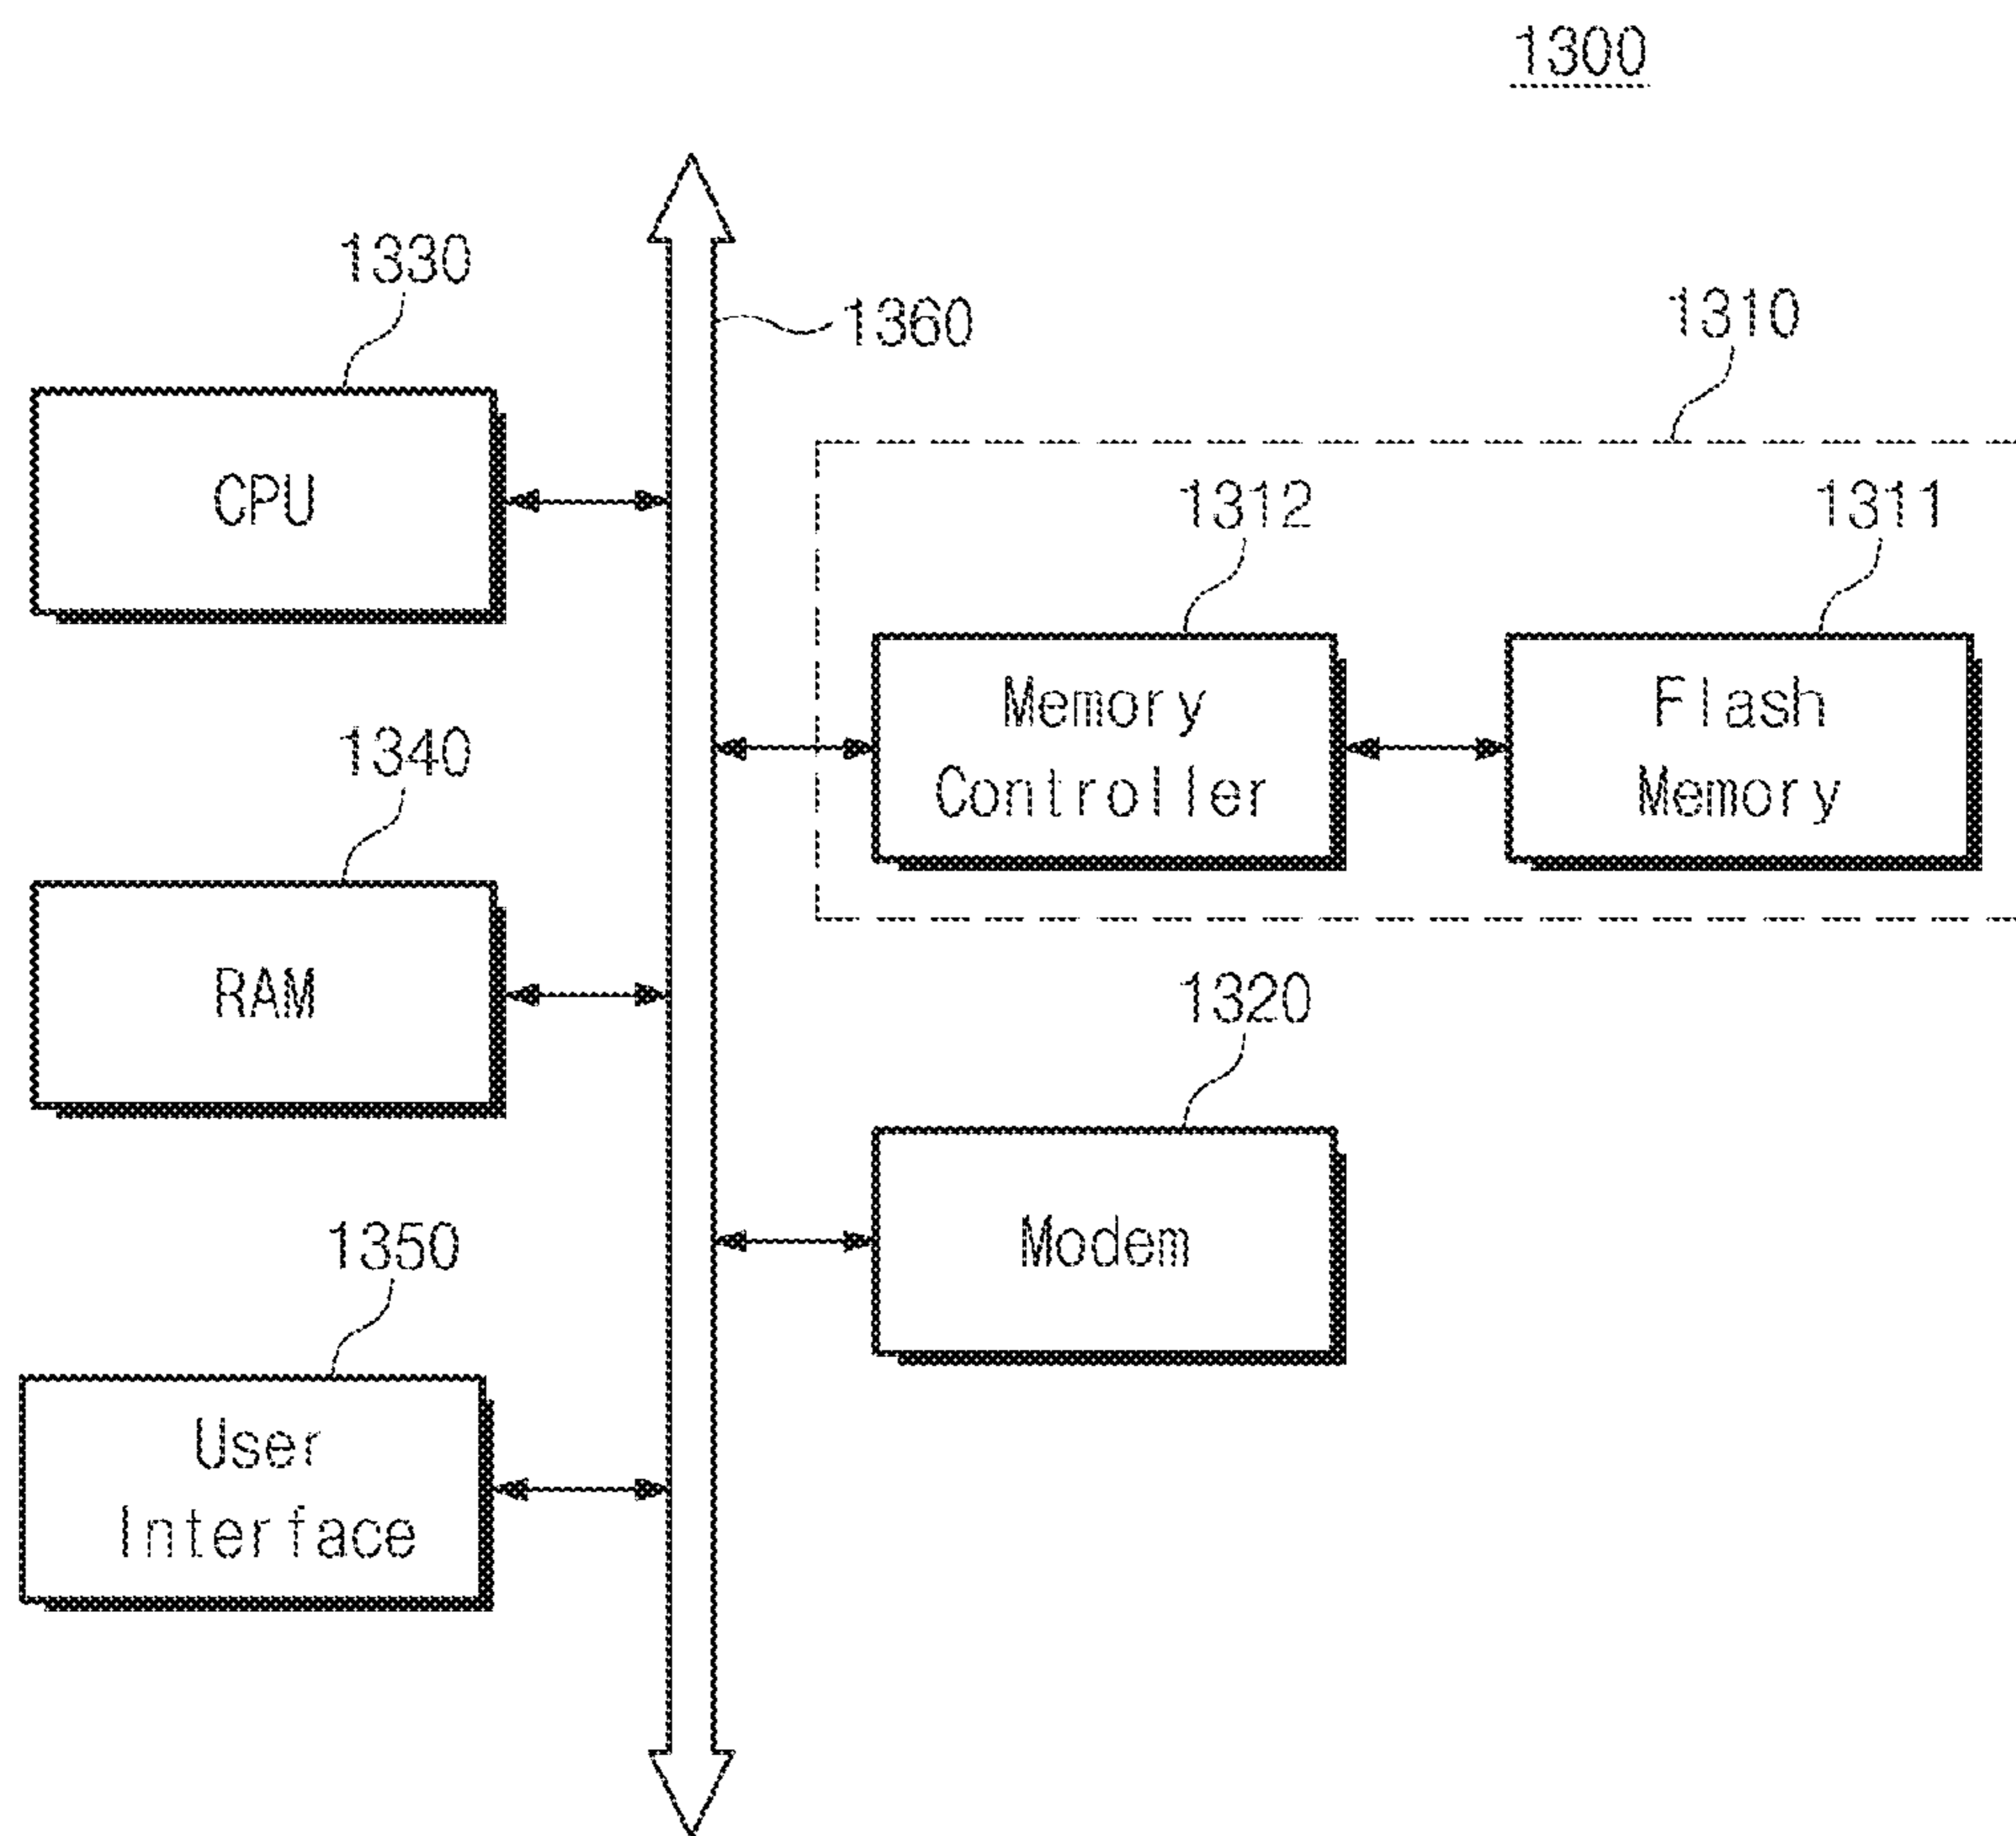 1300
1330
1360
1310
CPU
1312
1311
Memory
Controller
Flash
Memory
1340
RAM
1320
Modem
1350
User
Interface